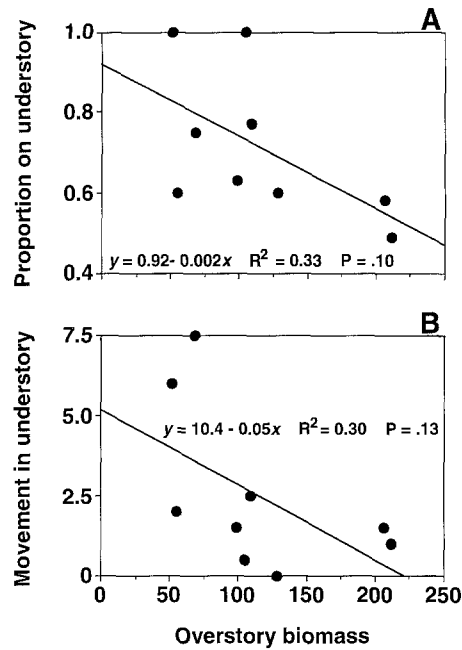 A
Proportion on understory
1.0
0.8
0.6
0.4
y = 0.92- 0.002x R² = 0.33 P = .10
B
Movement in understory
7.5
5.0
2.5
0
y = 10.4 - 0.05x R² = 0.30 P = .13
0 50 100 150 200 250
Overstory biomass